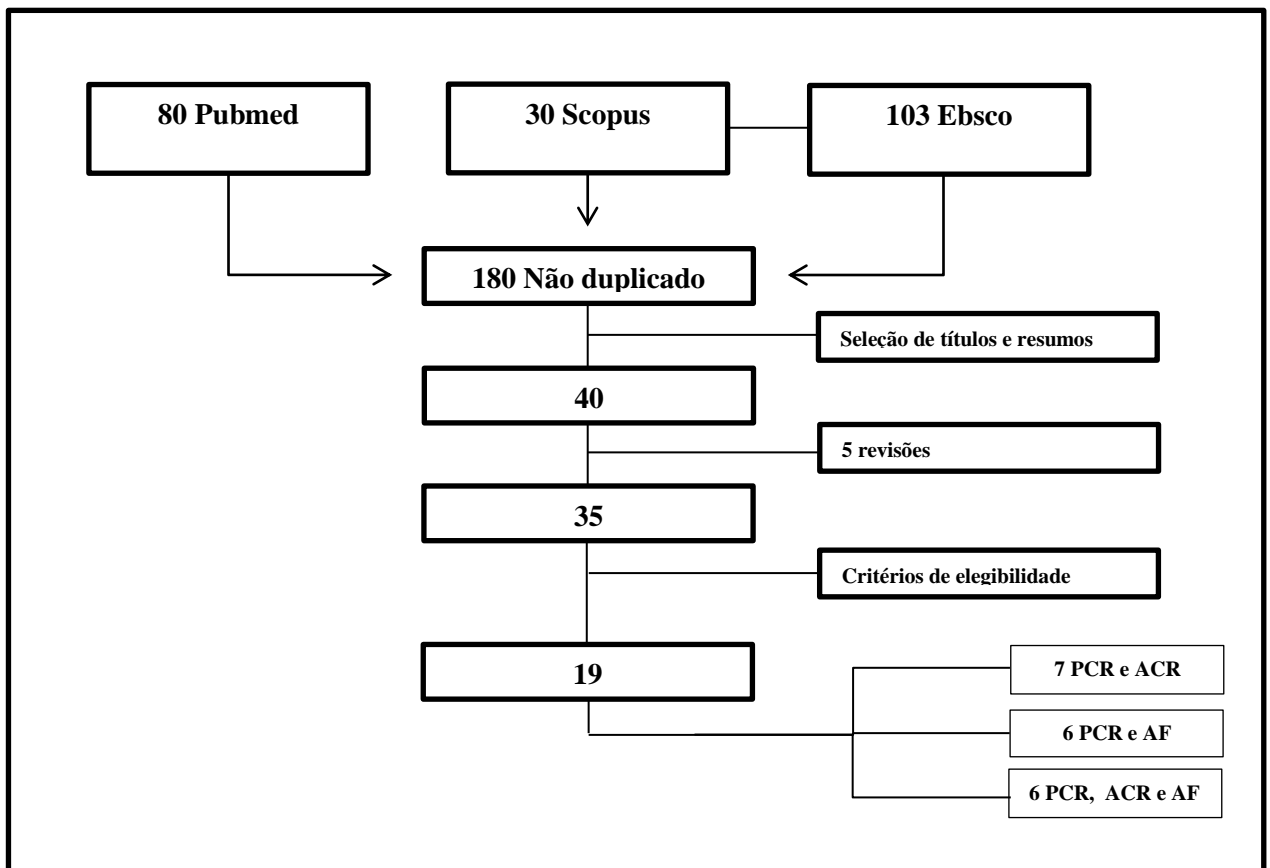 80 Pubmed
30 Scopus
103 Ebsco
180 Não duplicado
Seleção de títulos e resumos
40
5 revisões
35
Critérios de elegibilidade
19
7 PCR e ACR
6 PCR e AF
6 PCR, ACR e AF